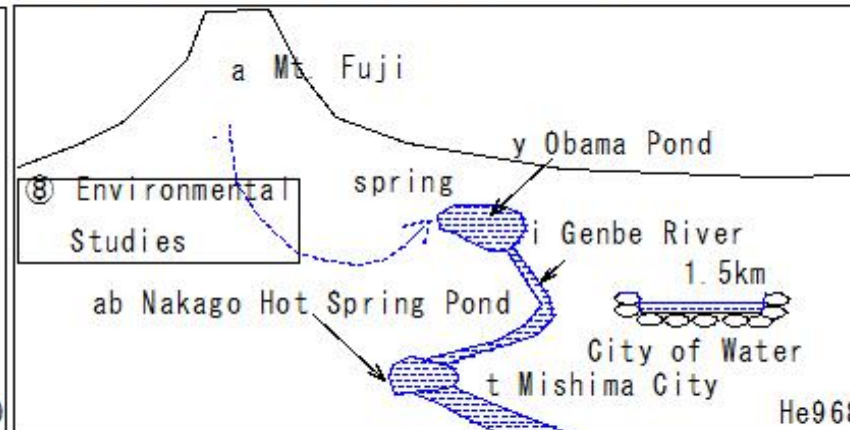 a Mt. Fuji
y Obama Pond
⑧ Environmental
Studies
spring
i Genbe River
1.5km
ab Nakago Hot Spring Pond
City of Water
t Mishima City
He968